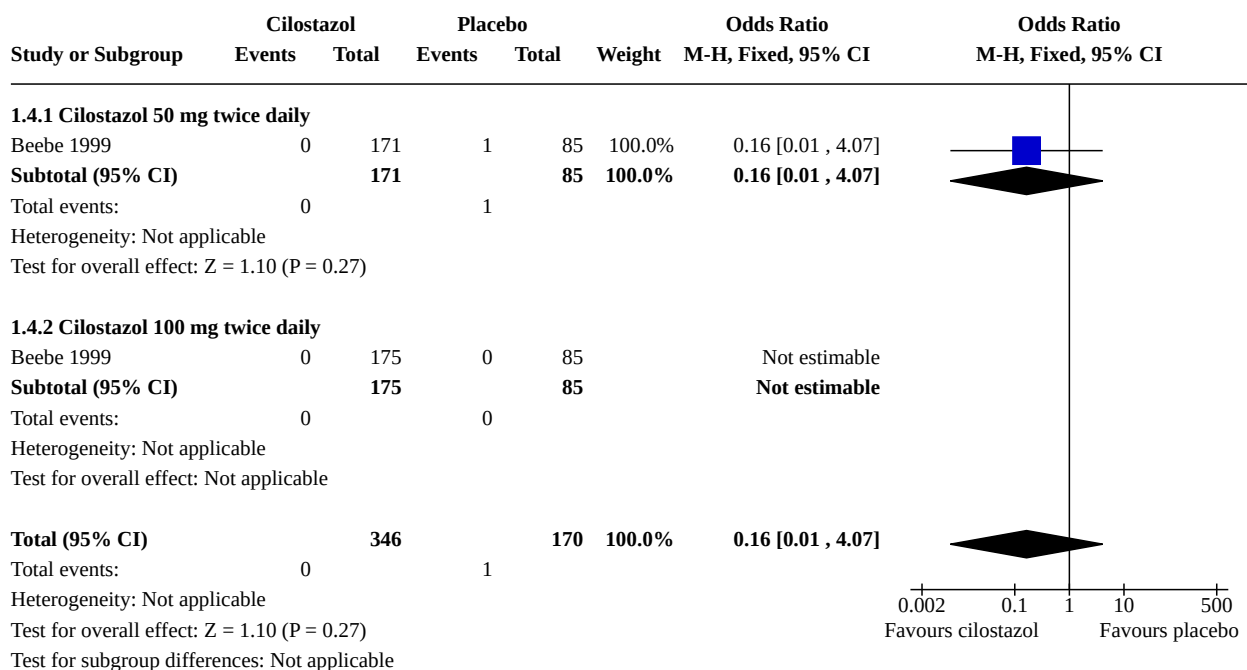 Cilostazol Placebo Odds Ratio Odds Ratio
Study or Subgroup Events Total Events Total Weight M-H, Fixed, 95% CI M-H, Fixed, 95% CI
1.4.1 Cilostazol 50 mg twice daily
Beebe 1999 0 171 1 85 100.0% 0.16 [0.01 , 4.07]
Subtotal (95% CI) 171 85 100.0% 0.16 [0.01 , 4.07]
Total events: 0 1
Heterogeneity: Not applicable
Test for overall effect: Z = 1.10 (P = 0.27)
1.4.2 Cilostazol 100 mg twice daily
Beebe 1999 0 175 0 85 Not estimable
Subtotal (95% CI) 175 85 Not estimable
Total events: 0 0
Heterogeneity: Not applicable
Test for overall effect: Not applicable
Total (95% CI) 346 170 100.0% 0.16 [0.01 , 4.07]
Total events: 0 1
Heterogeneity: Not applicable 0.002 0.1 1 10 500
Test for overall effect: Z = 1.10 (P = 0.27) Favours cilostazol Favours placebo
Test for subgroup differences: Not applicable